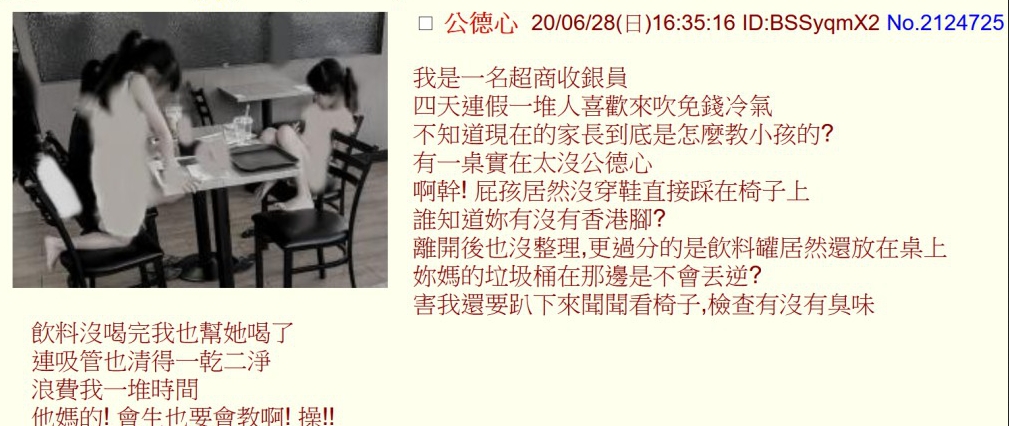 □ 公德心 20/06/28(日)16:35:16 ID:BSSyqmX2 No.2124725
我是一名超商收銀員
四天連假一堆人喜歡來吹免錢冷氣
不知道現在的家長到底是怎麼教小孩的?
有一桌實在太沒公德心
啊幹! 屁孩居然沒穿鞋直接踩在椅子上
誰知道妳有沒有香港腳?
離開後也沒整理,更過分的是飲料罐居然還放在桌上
妳媽的垃圾桶在那邊是不會丟逆?
害我還要趴下來聞聞看椅子,檢查有沒有臭味
飲料沒喝完我也幫她喝了
連吸管也清得一乾二淨
浪費我一堆時間
他媽的! 會生也要會教啊! 操!!